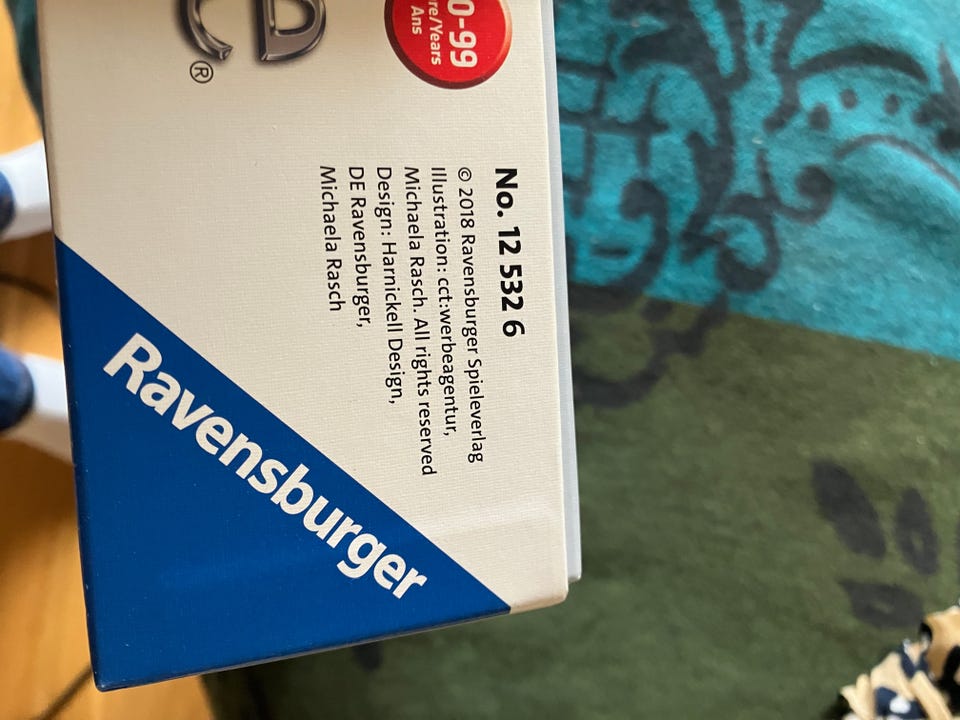 0-99
re/Years
Ans
e
®
No. 12 532 6
© 2018 Ravensburger Spieleverlag
Illustration: cct:werbeagentur,
Michaela Rasch. All rights reserved
Design: Harnickell Design,
DE Ravensburger,
Michaela Rasch
Ravensburger